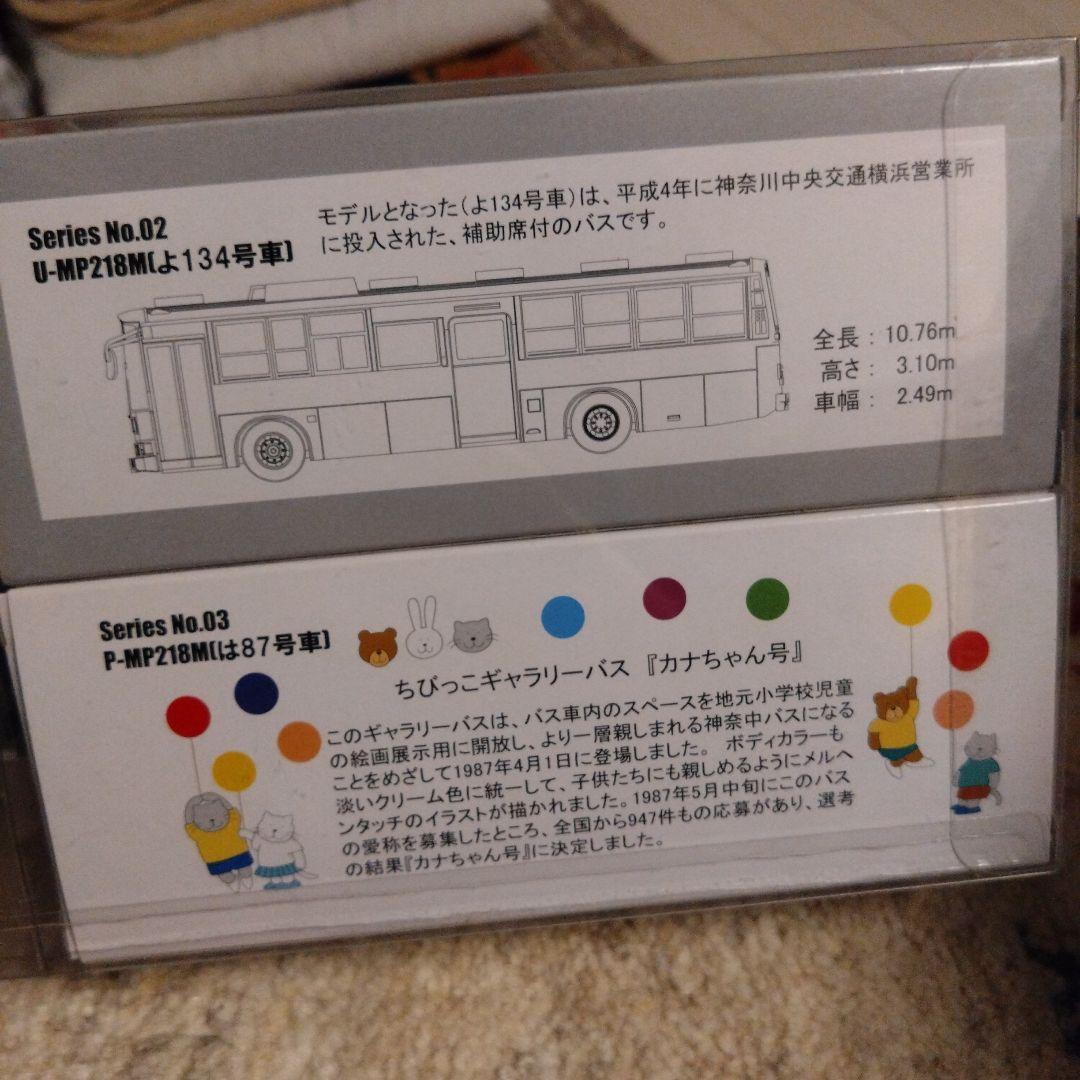 Series No.02
U-MP218M(よ134号車)
モデルとなった(よ134号車)は、平成4年に神奈川中央交通横浜営業所
に投入された、補助席付のバスです。
全長： 10.76m
高さ： 3.10m
車幅： 2.49m
Series No.03
P-MP218M(は87号車)
ちびっこギャラリーバス 『カナちゃん号』
このギャラリーバスは、バス車内のスペースを地元小学校児童
の絵画展示用に開放し、より一層親しまれる神奈中バスになる
ことをめざして1987年4月1日に登場しました。 ボディカラーも
淡いクリーム色に統一して、子供たちにも親しめるようにメルヘ
ンタッチのイラストが描かれました。1987年5月中旬にこのバス
の愛称を募集したところ、全国から947件もの応募があり、選考
の結果『カナちゃん号』に決定しました。